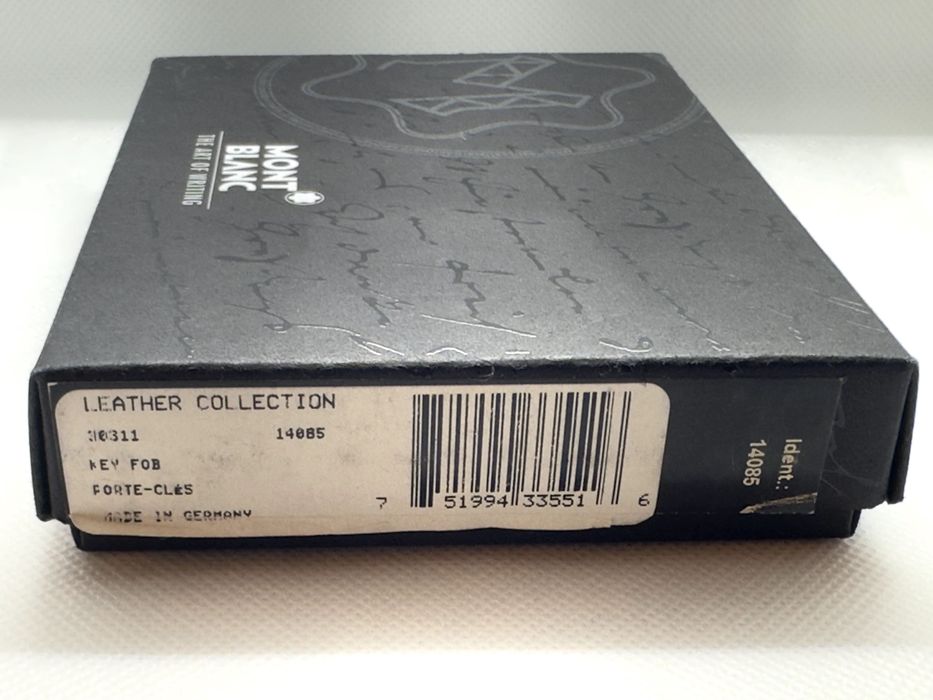 MONT
BLANC
THE ART OF WRITING
LEATHER COLLECTION
30311 14085
KEY FOB
PORTE-CLÉS
MADE IN GERMANY
7 51994 33551 6
Ident.:
14085